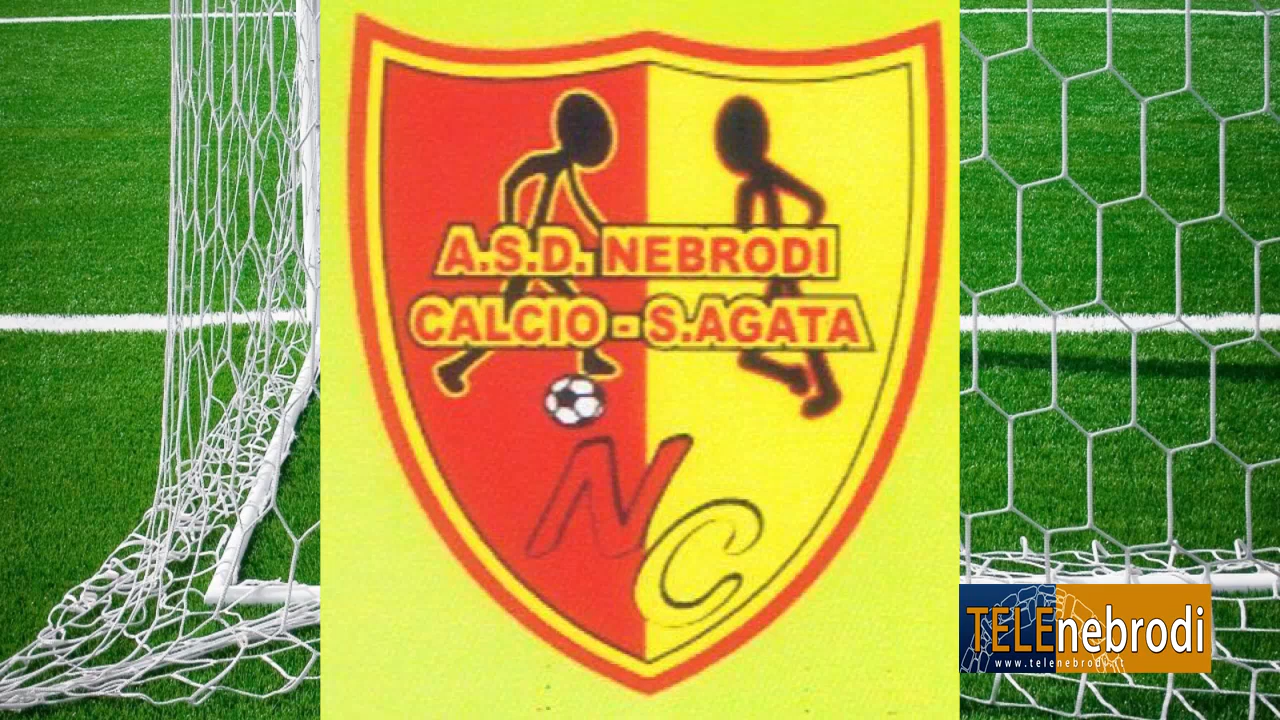 A.S.D. NEBRODI
CALCIO - S.AGATA
NC
TELEnebrodi
www.telenebrodi.it